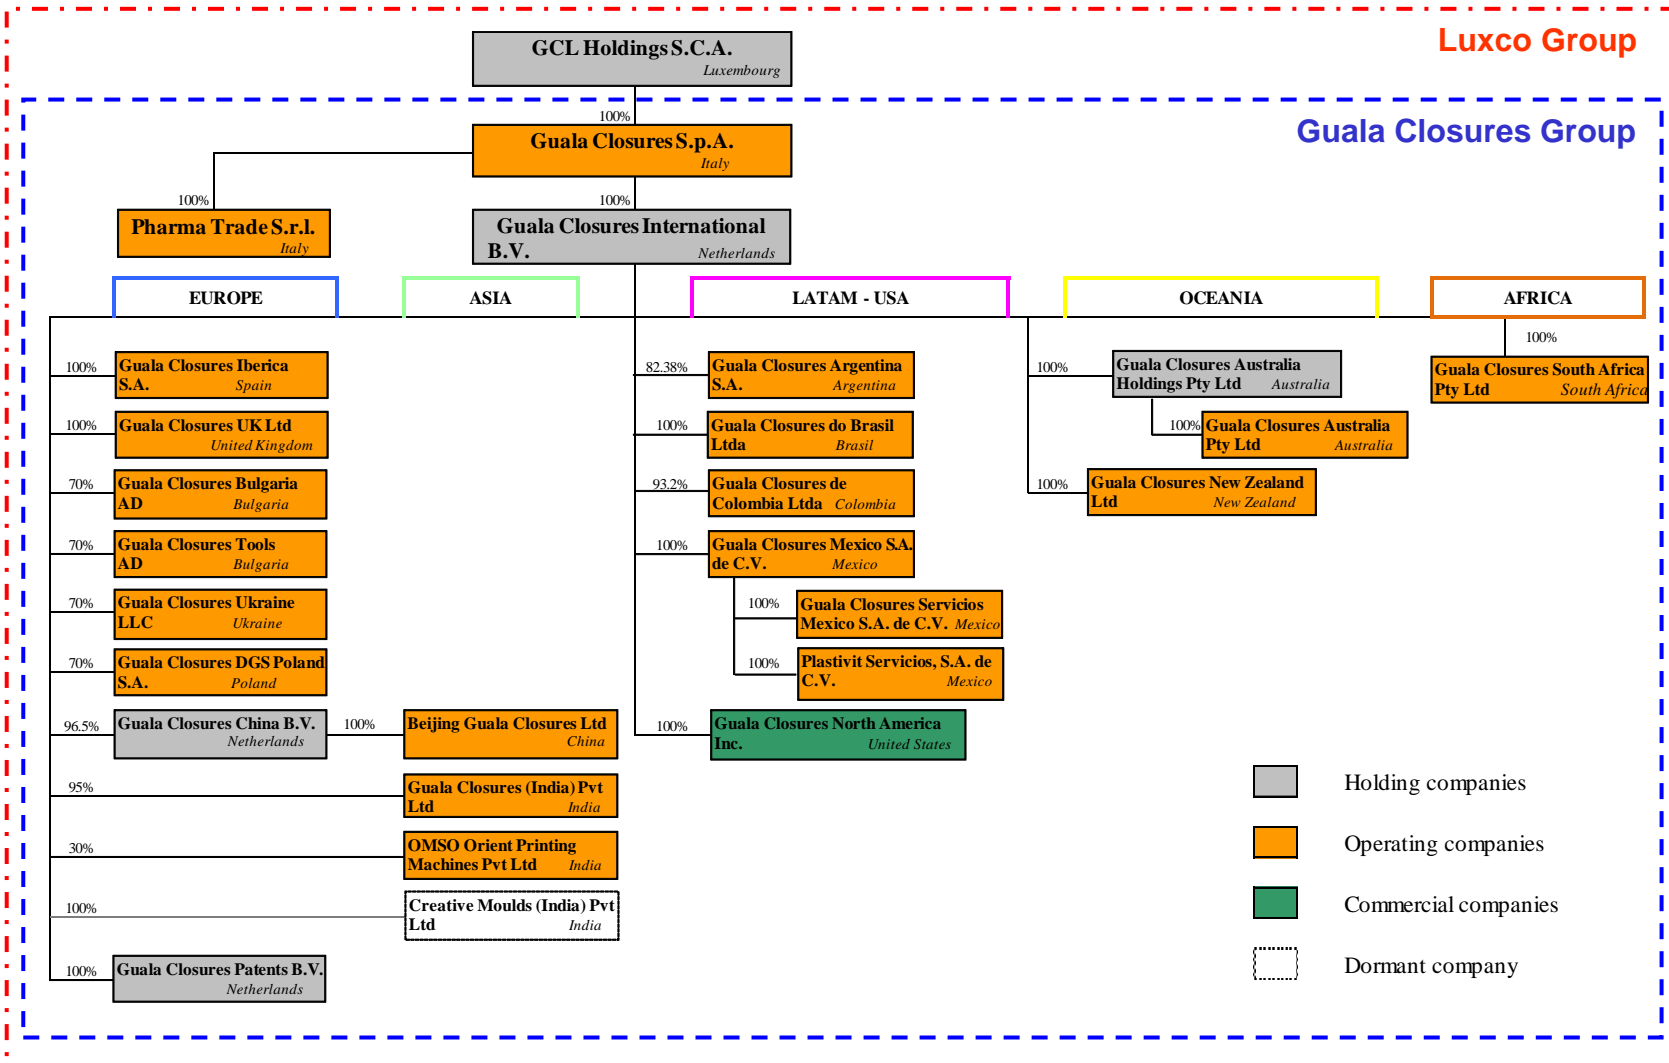 Luxco Group
GCL Holdings S.C.A.
Luxembourg
100%
Guala Closures Group
Guala Closures S.p.A.
Italy
100%
100%
Pharma Trade S.r.l.
Italy
Guala Closures International
B.V. Netherlands
EUROPE
ASIA
LATAM - USA
OCEANIA
AFRICA
100%
Guala Closures Iberica
S.A. Spain
100%
Guala Closures UK Ltd
United Kingdom
70%
Guala Closures Bulgaria
AD Bulgaria
70%
Guala Closures Tools
AD Bulgaria
70%
Guala Closures Ukraine
LLC Ukraine
70%
Guala Closures DGS Poland
S.A. Poland
96.5%
Guala Closures China B.V.
Netherlands
100%
Beijing Guala Closures Ltd
China
95%
Guala Closures (India) Pvt
Ltd India
30%
OMSO Orient Printing
Machines Pvt Ltd India
100%
Creative Moulds (India) Pvt
Ltd India
100%
Guala Closures Patents B.V.
Netherlands
82.38%
Guala Closures Argentina
S.A. Argentina
100%
Guala Closures do Brasil
Ltda Brasil
93.2%
Guala Closures de
Colombia Ltda Colombia
100%
Guala Closures Mexico S.A.
de C.V. Mexico
100%
Guala Closures Servicios
Mexico S.A. de C.V. Mexico
100%
Plastivit Servicios, S.A. de
C.V. Mexico
100%
Guala Closures North America
Inc. United States
100%
Guala Closures Australia
Holdings Pty Ltd Australia
100%
Guala Closures Australia
Pty Ltd Australia
100%
Guala Closures New Zealand
Ltd New Zealand
100%
Guala Closures South Africa
Pty Ltd South Africa
Holding companies
Operating companies
Commercial companies
Dormant company